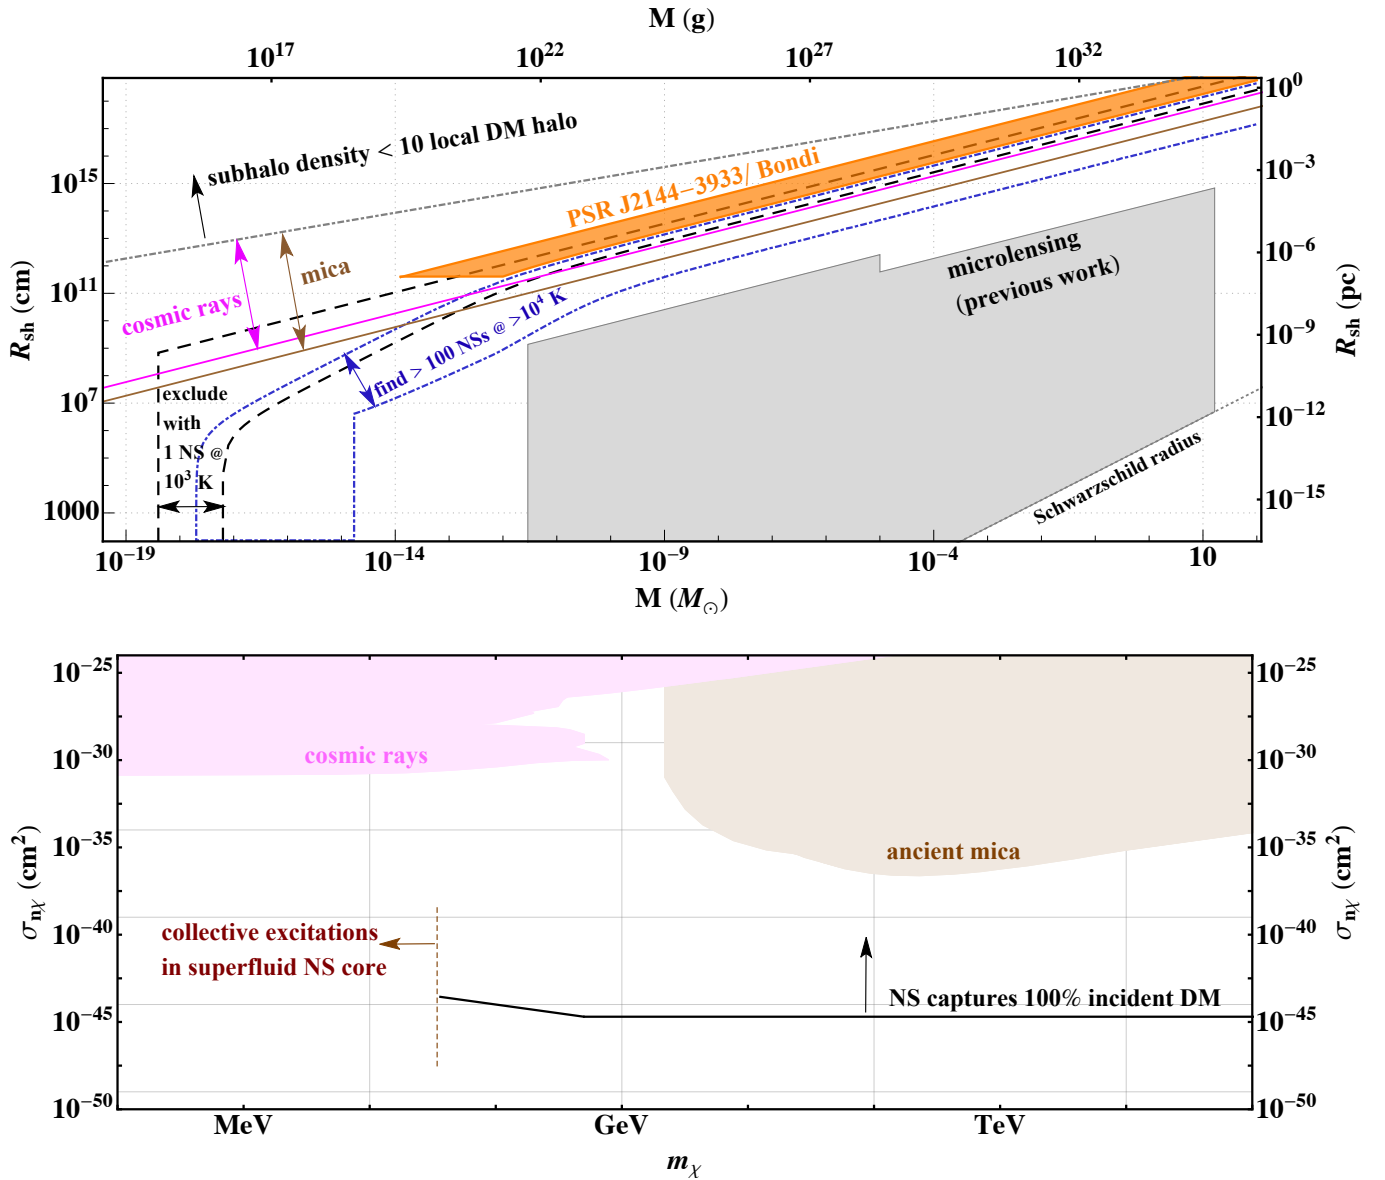 M (g)
10^17 10^22 10^27 10^32
subhalo density < 10 local DM halo
PSR J2144−3933/ Bondi
mica
cosmic rays
microlensing
(previous work)
find > 100 NSs @ >10^4 K
exclude
with
1 NS @
10^3 K
Schwarzschild radius
R_sh (cm)
10^15
10^11
10^7
1000
R_sh (pc)
10^0
10^−3
10^−6
10^−9
10^−12
10^−15
10^−19 10^−14 10^−9 10^−4 10
M (M_⊙)
σ_nχ (cm^2)
10^−25
10^−30
10^−35
10^−40
10^−45
10^−50
cosmic rays
ancient mica
collective excitations
in superfluid NS core
NS captures 100% incident DM
10^−25
10^−30
10^−35
10^−40
10^−45
10^−50
σ_nχ (cm^2)
MeV GeV TeV
m_χ